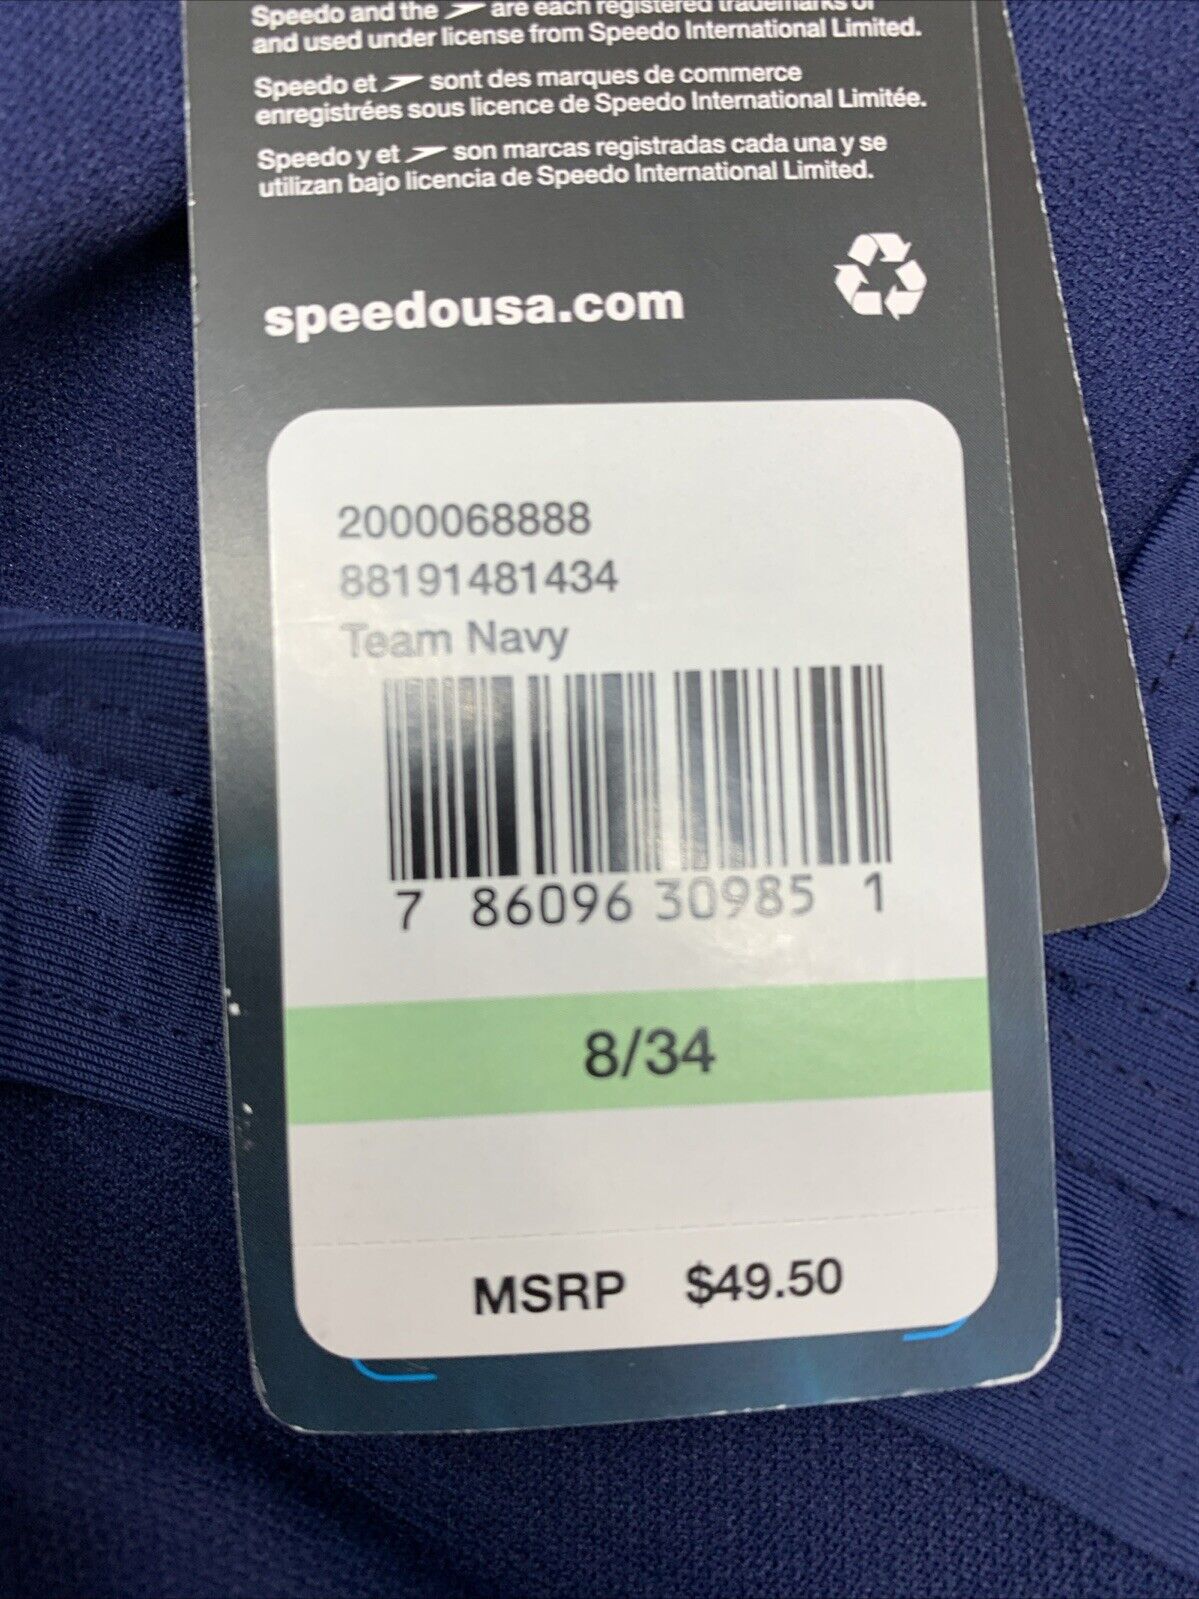 Speedo and the are each registered trademarks of
and used under license from Speedo International Limited.
Speedo et sont des marques de commerce
enregistrées sous licence de Speedo International Limitée.
Speedo y et son marcas registradas cada una y se
utilizan bajo licencia de Speedo International Limited.
speedousa.com
2000068888
88191481434
Team Navy
7 86096 30985 1
8/34
MSRP $49.50